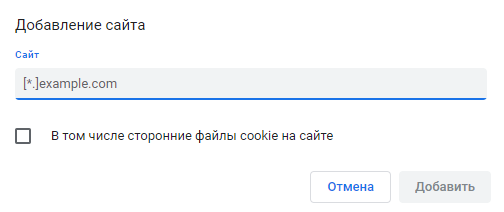 Добавление сайта
Сайт
[*.]example.com
В том числе сторонние файлы cookie на сайте
Отмена
Добавить